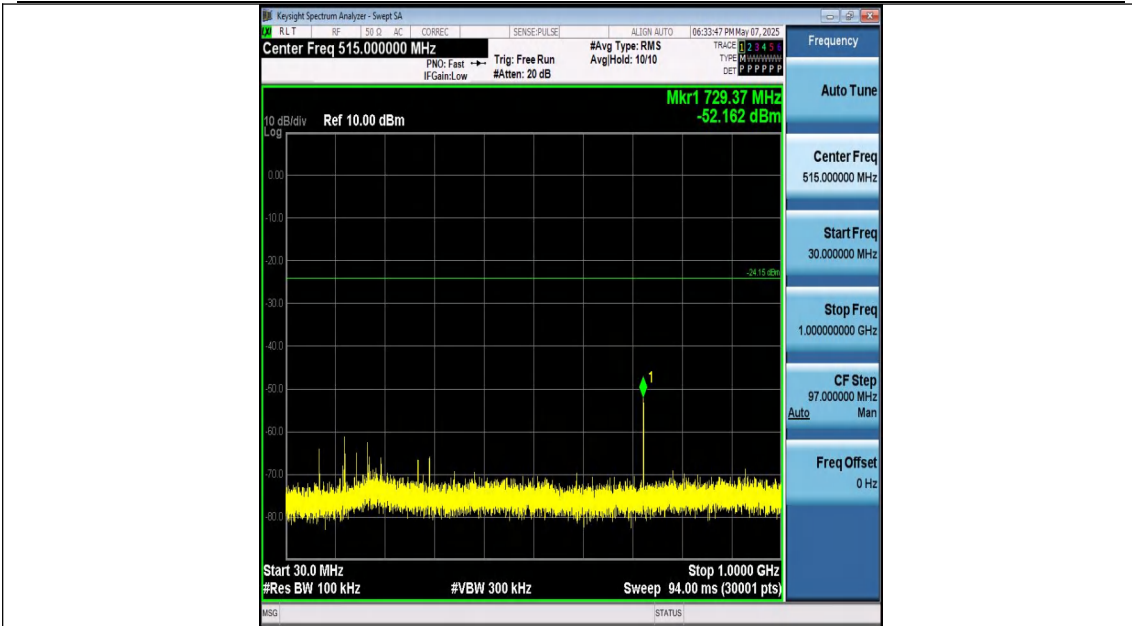 Keysight Spectrum Analyzer - Swept SA
RLT RF 50 Ω AC CORREC SENSE:PULSE ALIGN AUTO 06:33:47 PM May 07, 2025
Center Freq 515.000000 MHz
#Avg Type: RMS
TRACE 1 2 3 4 5 6
PNO: Fast Trig: Free Run Avg|Hold: 10/10
TYPE M WWWWW
IFGain:Low #Atten: 20 dB
DET P P P P P P
Mkr1 729.37 MHz
-52.162 dBm
10 dB/div Ref 10.00 dBm
Log
0.00
-10.0
-20.0
-24.15 dBm
-30.0
-40.0
1
-50.0
-60.0
-70.0
-80.0
Start 30.0 MHz Stop 1.0000 GHz
#Res BW 100 kHz #VBW 300 kHz Sweep 94.00 ms (30001 pts)
MSG STATUS
Frequency
Auto Tune
Center Freq
515.000000 MHz
Start Freq
30.000000 MHz
Stop Freq
1.000000000 GHz
CF Step
97.000000 MHz
Auto Man
Freq Offset
0 Hz